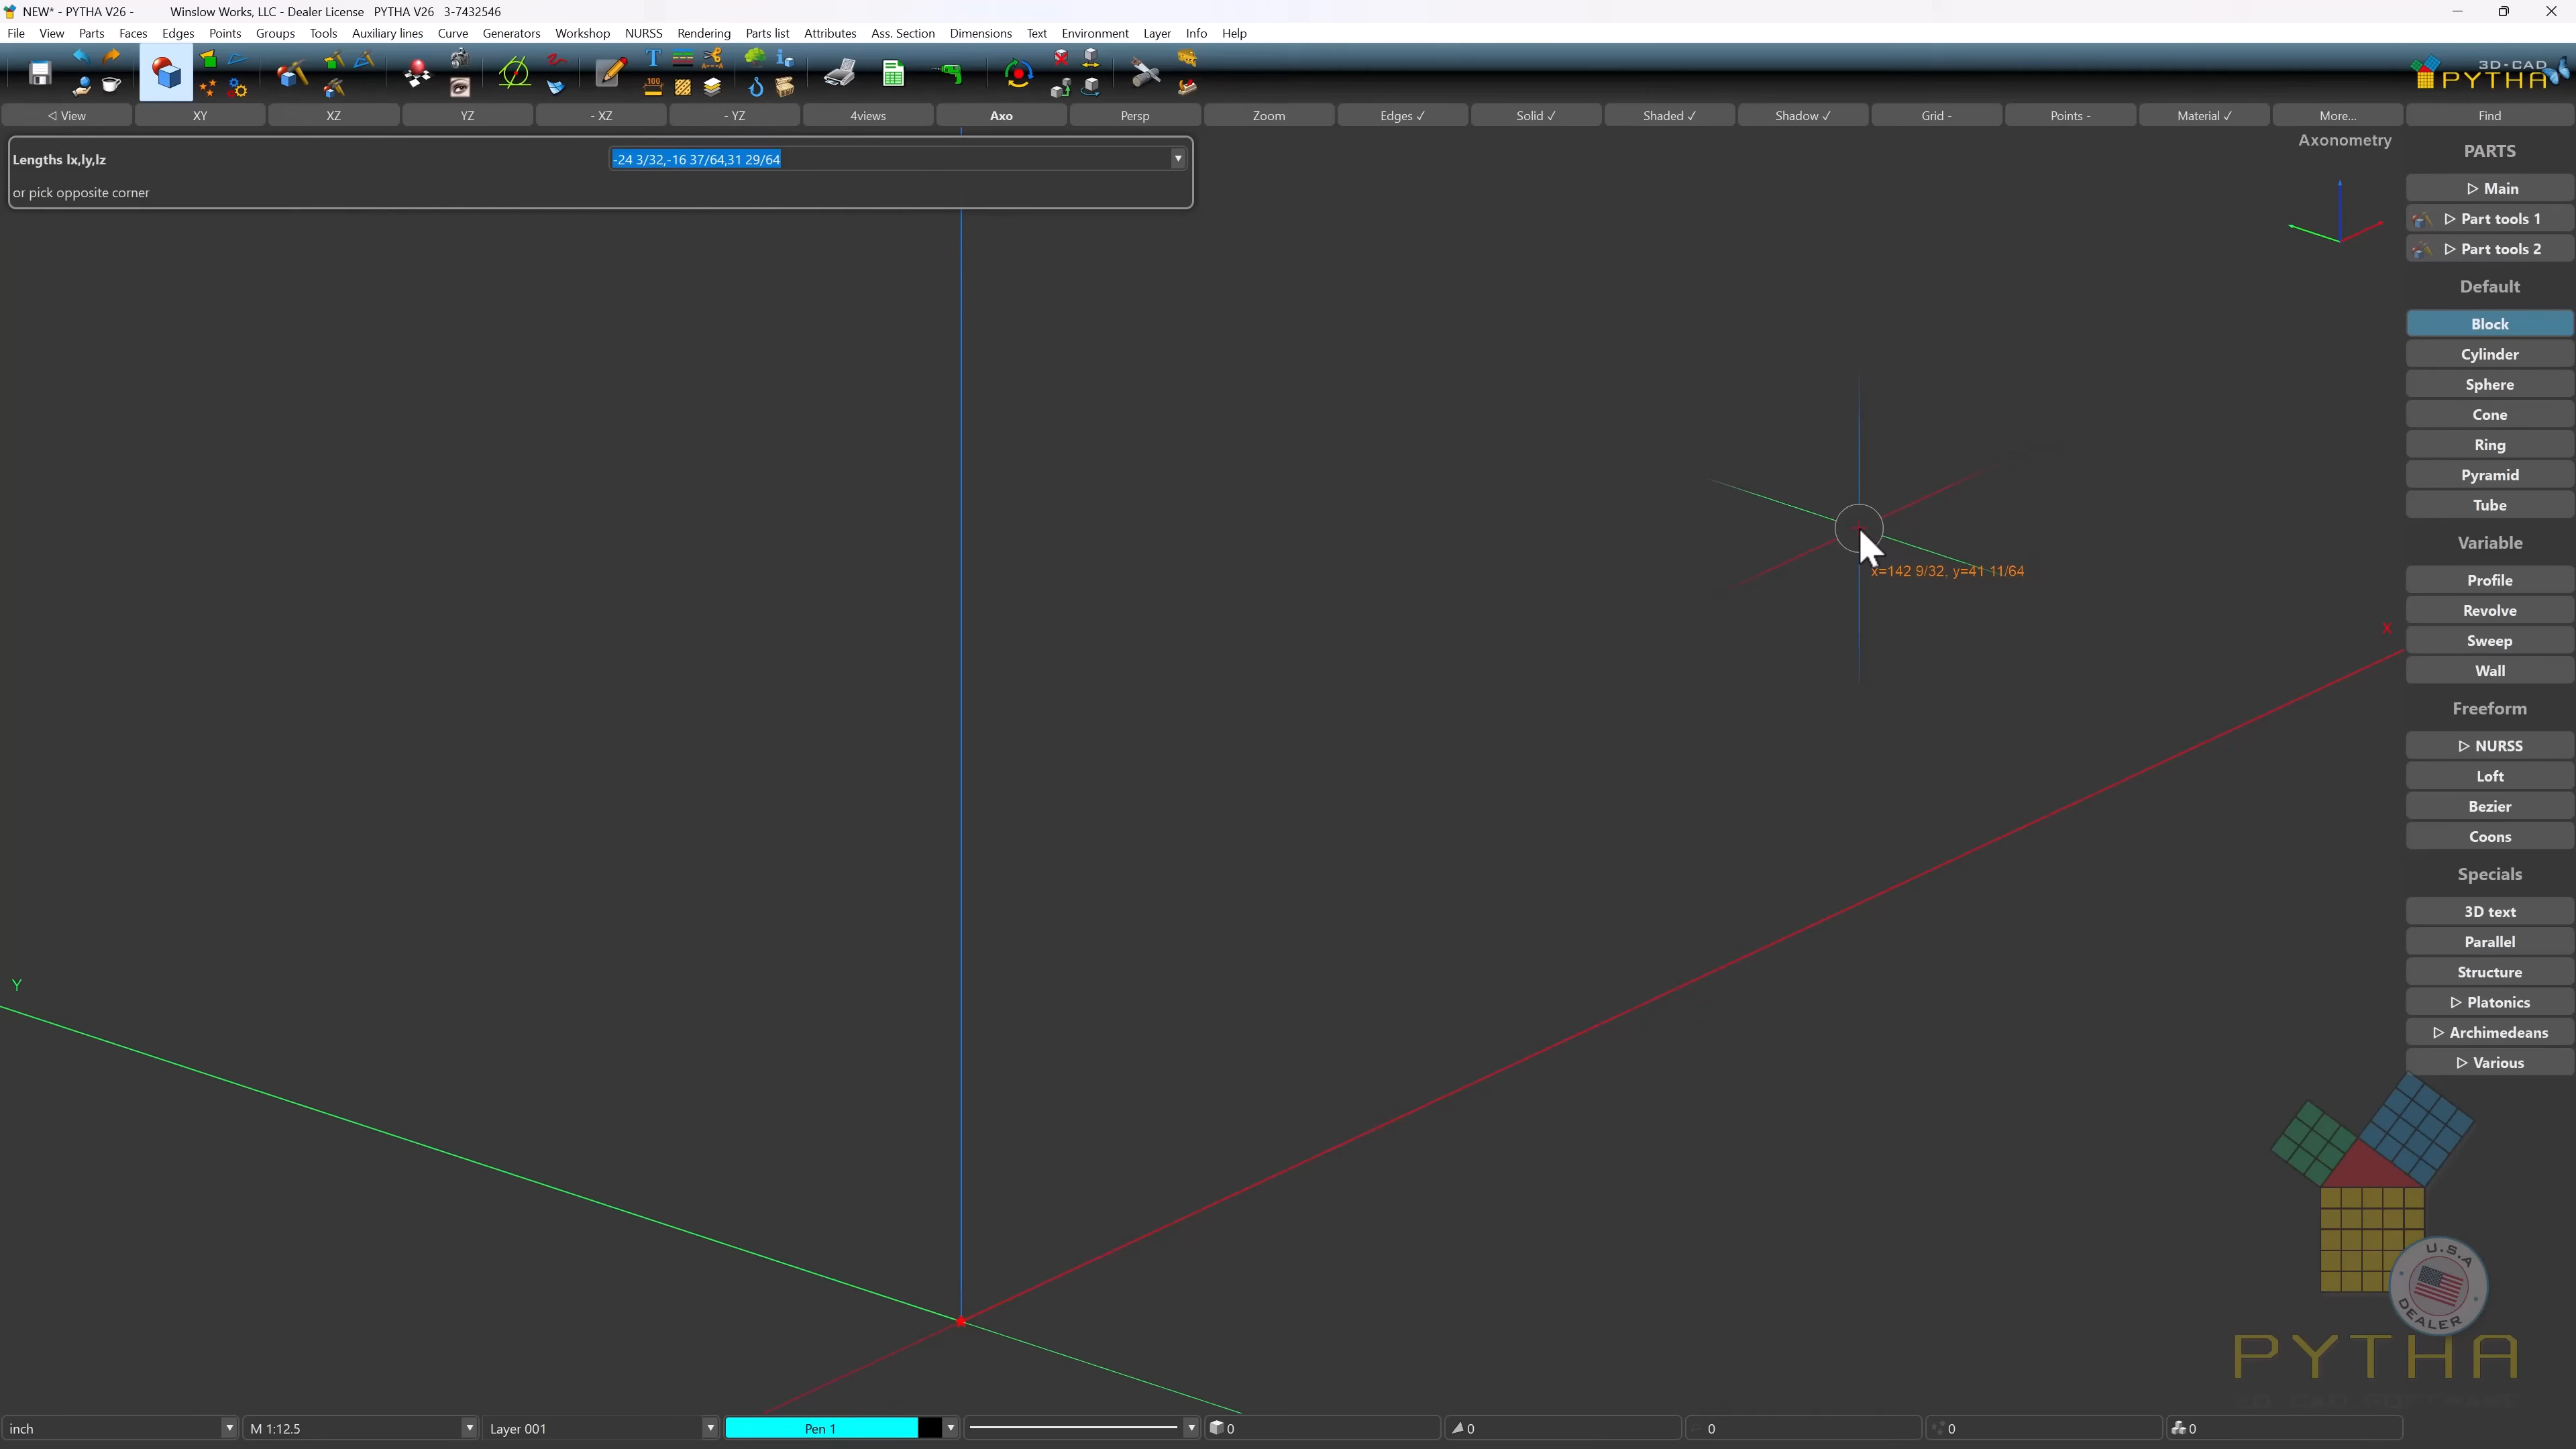 NEW* - PYTHA V26 - Winslow Works, LLC - Dealer License PYTHA V26 3-7432546
File View Parts Faces Edges Points Groups Tools Auxiliary lines Curve Generators Workshop NURSS Rendering Parts list Attributes Ass. Section Dimensions Text Environment Layer Info Help
3D-CAD
PYTHA
◁ View XY XZ YZ - XZ - YZ 4views Axo Persp Zoom Edges ✓ Solid ✓ Shaded ✓ Shadow ✓ Grid - Points - Material ✓ More... Find
Lengths lx,ly,lz -24 3/32,-16 37/64,31 29/64
or pick opposite corner
Axonometry
PARTS
▷ Main
▷ Part tools 1
▷ Part tools 2
Default
Block
Cylinder
Sphere
Cone
Ring
Pyramid
Tube
Variable
Profile
Revolve
Sweep
Wall
Freeform
▷ NURSS
Loft
Bezier
Coons
Specials
3D text
Parallel
Structure
▷ Platonics
▷ Archimedeans
▷ Various
x=142 9/32, y=41 11/64
X
Y
U.S.A
DEALER
PYTHA
inch M 1:12.5 Layer 001 Pen 1 0 0 0 0 0